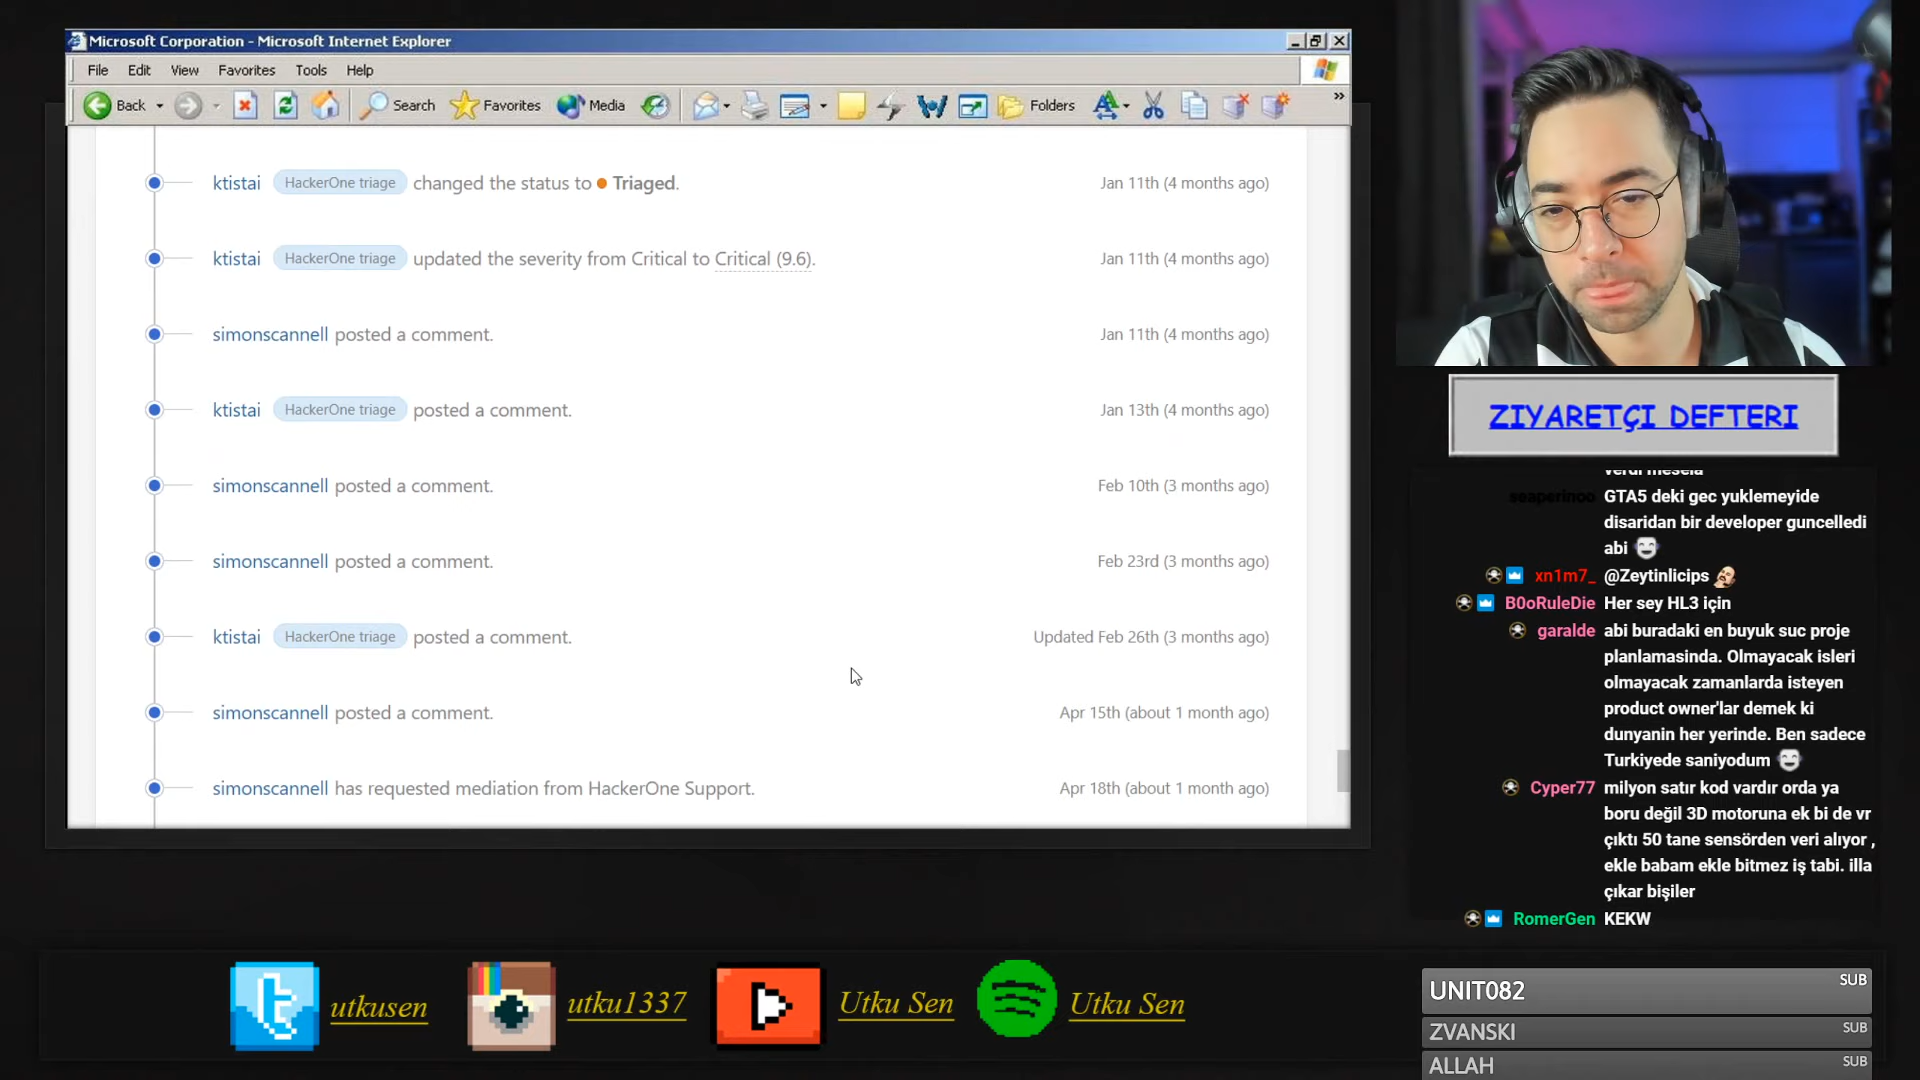 Microsoft Corporation - Microsoft Internet Explorer
File Edit View Favorites Tools Help
Back Search Favorites Media Folders »
ktistai HackerOne triage changed the status to Triaged. Jan 11th (4 months ago)
ktistai HackerOne triage updated the severity from Critical to Critical (9.6). Jan 11th (4 months ago)
simonscannell posted a comment. Jan 11th (4 months ago)
ktistai HackerOne triage posted a comment. Jan 13th (4 months ago)
simonscannell posted a comment. Feb 10th (3 months ago)
simonscannell posted a comment. Feb 23rd (3 months ago)
ktistai HackerOne triage posted a comment. Updated Feb 26th (3 months ago)
simonscannell posted a comment. Apr 15th (about 1 month ago)
simonscannell has requested mediation from HackerOne Support. Apr 18th (about 1 month ago)
ZIYARETÇI DEFTERI
verdi mesela
seaperinoo GTA5 deki gec yuklemeyide
disaridan bir developer guncelledi
abi
xn1m7_ @Zeytinlicips
B0oRuleDie Her sey HL3 için
garalde abi buradaki en buyuk suc proje
planlamasinda. Olmayacak isleri
olmayacak zamanlarda isteyen
product owner'lar demek ki
dunyanin her yerinde. Ben sadece
Turkiyede saniyodum
Cyper77 milyon satır kod vardır orda ya
boru değil 3D motoruna ek bi de vr
çıktı 50 tane sensörden veri alıyor ,
ekle babam ekle bitmez iş tabi. illa
çıkar bişiler
RomerGen KEKW
utkusen utku1337 Utku Sen Utku Sen
UNIT082 SUB
ZVANSKI SUB
ALLAH SUB